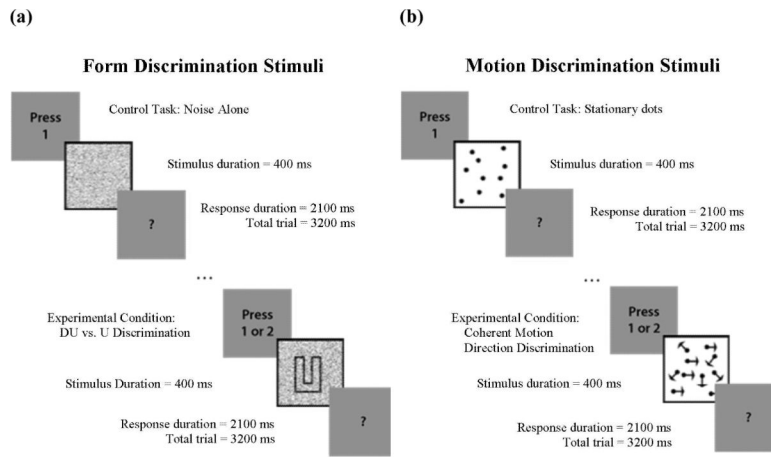 (a)
Form Discrimination Stimuli
Press
1
Control Task: Noise Alone
Stimulus duration = 400 ms
Response duration = 2100 ms
Total trial = 3200 ms
?
...
Experimental Condition:
DU vs. U Discrimination
Press
1 or 2
Stimulus Duration = 400 ms
U
Response duration = 2100 ms
Total trial = 3200 ms
?
(b)
Motion Discrimination Stimuli
Press
1
Control Task: Stationary dots
Stimulus duration = 400 ms
Response duration = 2100 ms
Total trial = 3200 ms
?
...
Experimental Condition:
Coherent Motion
Direction Discrimination
Press
1 or 2
Stimulus duration = 400 ms
Response duration = 2100 ms
Total trial = 3200 ms
?